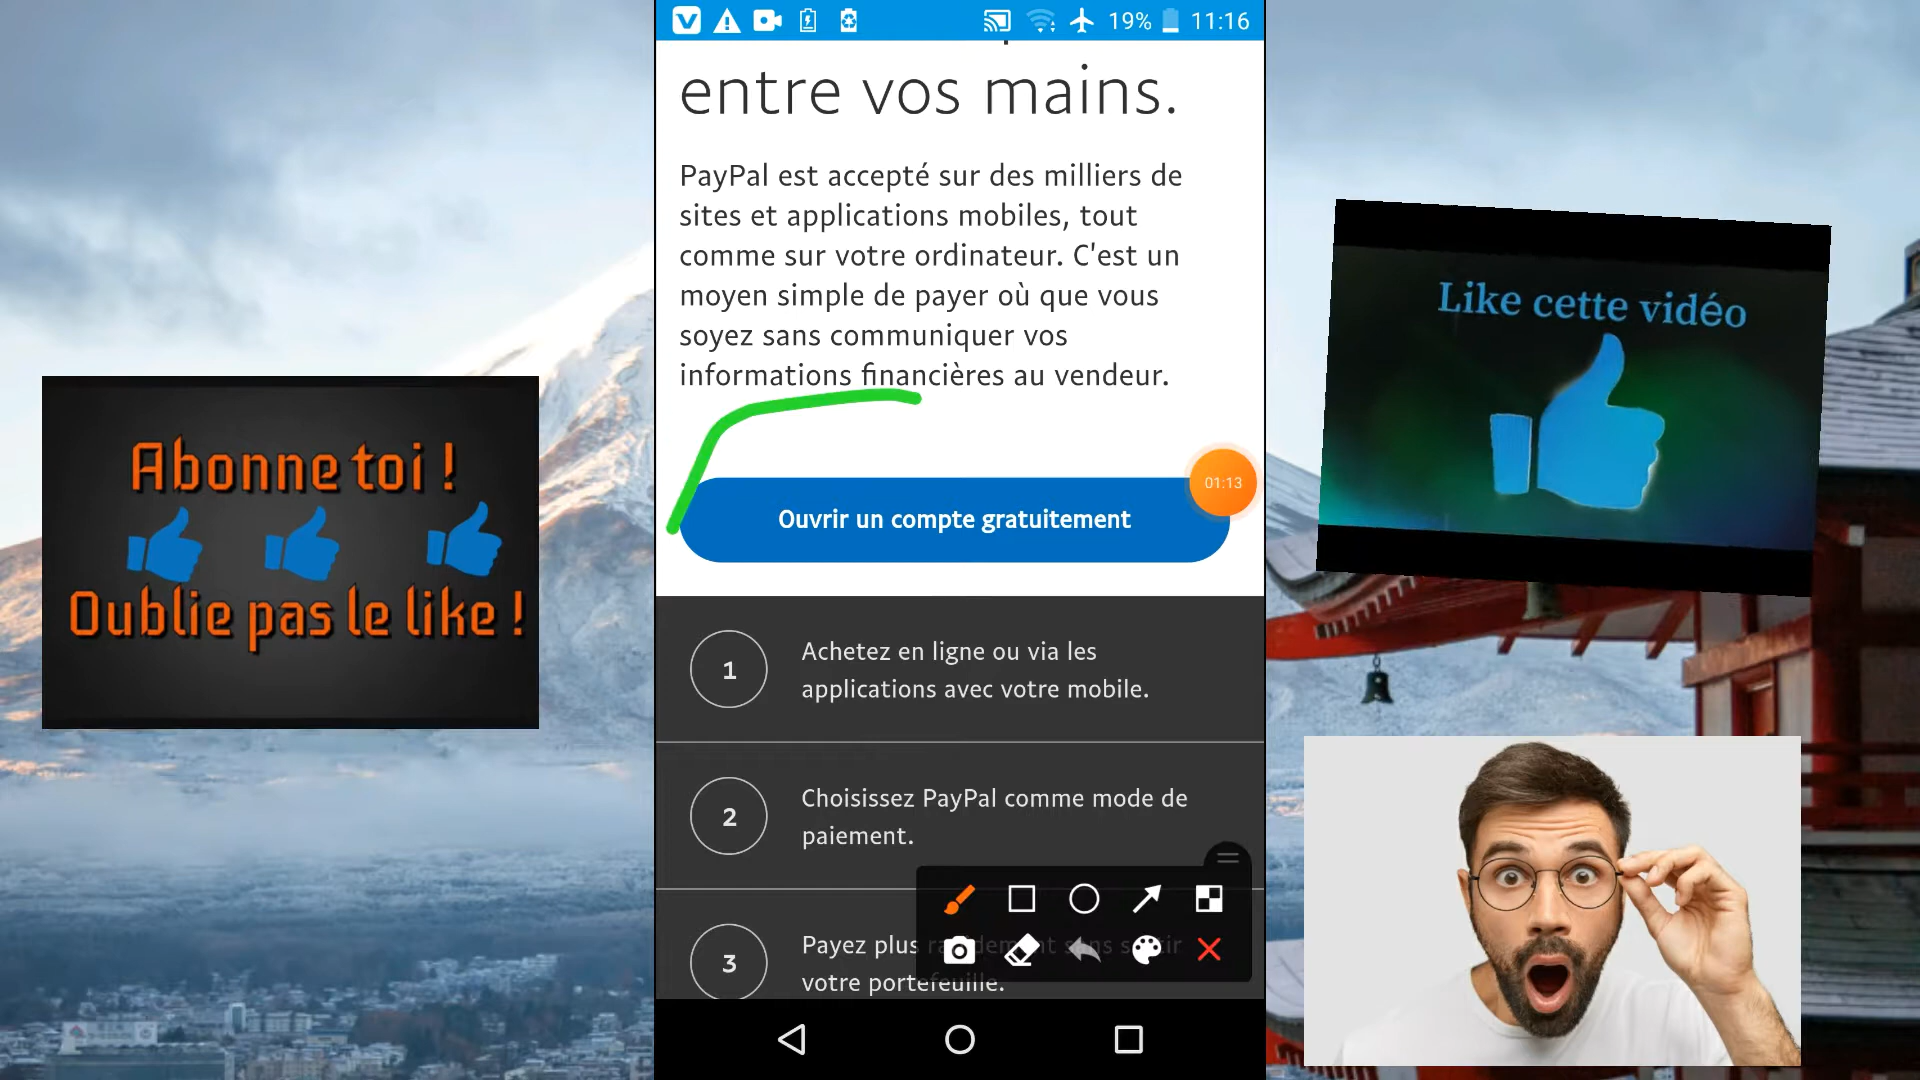 Abonne toi !
Oublie pas le like !
19% 11:16
entre vos mains.
PayPal est accepté sur des milliers de
sites et applications mobiles, tout
comme sur votre ordinateur. C'est un
moyen simple de payer où que vous
soyez sans communiquer vos
informations financières au vendeur.
01:13
Ouvrir un compte gratuitement
1
Achetez en ligne ou via les
applications avec votre mobile.
2
Choisissez PayPal comme mode de
paiement.
3
Payez plus rapidement sans sortir
votre portefeuille.
Like cette vidéo